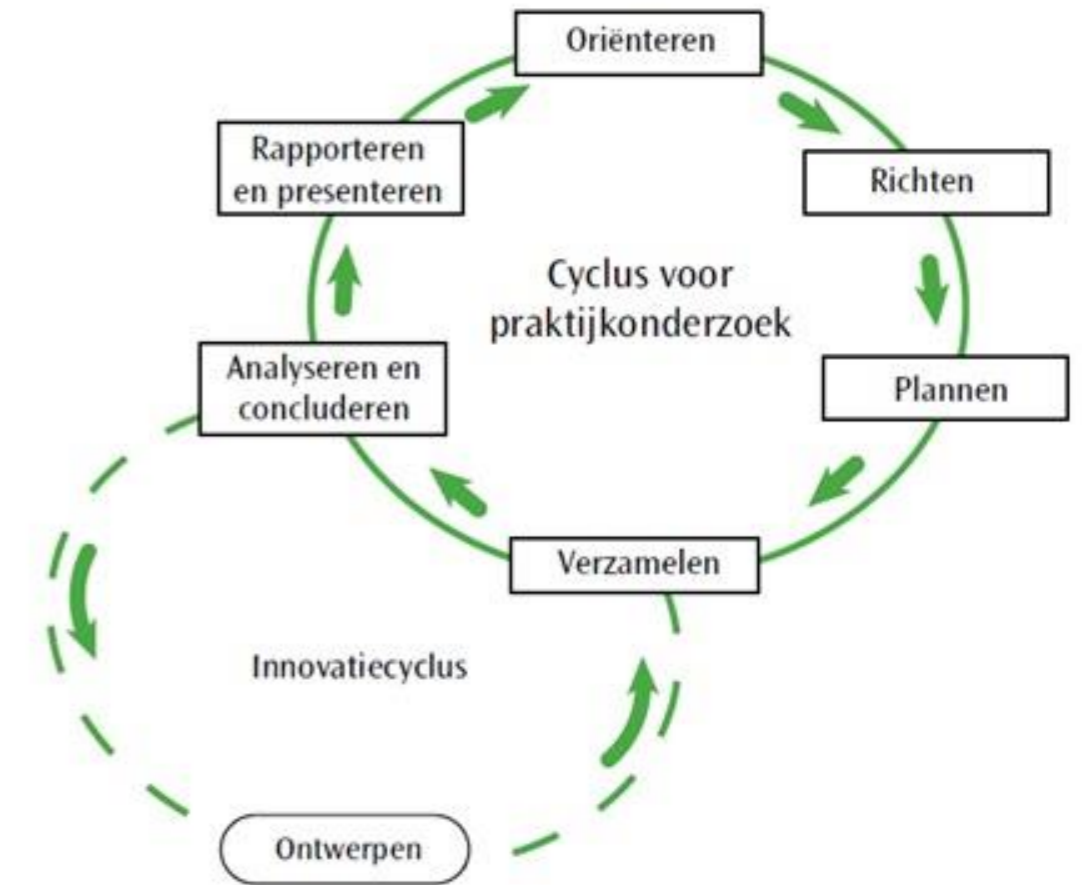 Oriënteren
Rapporteren
en presenteren
Richten
Cyclus voor
praktijkonderzoek
Analyseren en
concluderen
Plannen
Verzamelen
Innovatiecyclus
Ontwerpen